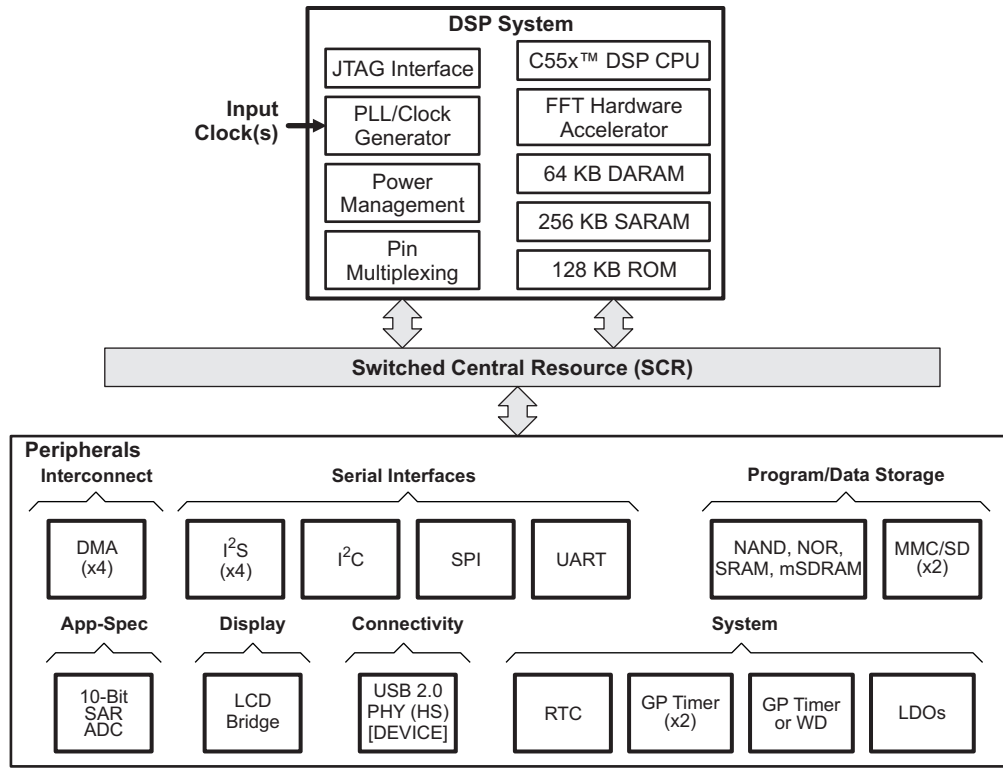 DSP System
JTAG Interface
C55x™ DSP CPU
Input
Clock(s)
PLL/Clock
Generator
FFT Hardware
Accelerator
Power
Management
64 KB DARAM
256 KB SARAM
Pin
Multiplexing
128 KB ROM
Switched Central Resource (SCR)
Peripherals
Interconnect
Serial Interfaces
Program/Data Storage
DMA
(x4)
I²S
(x4)
I²C
SPI
UART
NAND, NOR,
SRAM, mSDRAM
MMC/SD
(x2)
App-Spec
Display
Connectivity
System
10-Bit
SAR
ADC
LCD
Bridge
USB 2.0
PHY (HS)
[DEVICE]
RTC
GP Timer
(x2)
GP Timer
or WD
LDOs